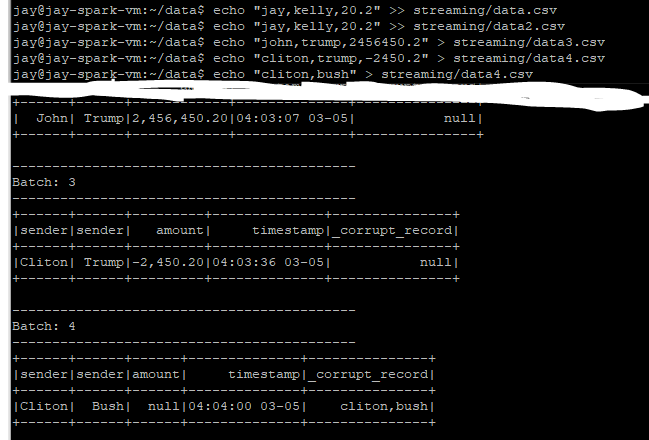 jay@jay-spark-vm:~/data$ echo "jay,kelly,20.2" >> streaming/data.csv
jay@jay-spark-vm:~/data$ echo "jay,kelly,20.2" >> streaming/data2.csv
jay@jay-spark-vm:~/data$ echo "john,trump,2456450.2" > streaming/data3.csv
jay@jay-spark-vm:~/data$ echo "cliton,trump,-2450.2" > streaming/data4.csv
jay@jay-spark-vm:~/data$ echo "cliton,bush" > streaming/data4.csv
+------+------+------------+--------------+---------------+
|  John| Trump|2,456,450.20|04:03:07 03-05|           null|
+------+------+------------+--------------+---------------+
-------------------------------------------
Batch: 3
-------------------------------------------
+------+------+---------+--------------+---------------+
|sender|sender|   amount|     timestamp|_corrupt_record|
+------+------+---------+--------------+---------------+
|Cliton| Trump|-2,450.20|04:03:36 03-05|           null|
+------+------+---------+--------------+---------------+
-------------------------------------------
Batch: 4
-------------------------------------------
+------+------+------+--------------+---------------+
|sender|sender|amount|     timestamp|_corrupt_record|
+------+------+------+--------------+---------------+
|Cliton|  Bush|  null|04:04:00 03-05|    cliton,bush|
+------+------+------+--------------+---------------+